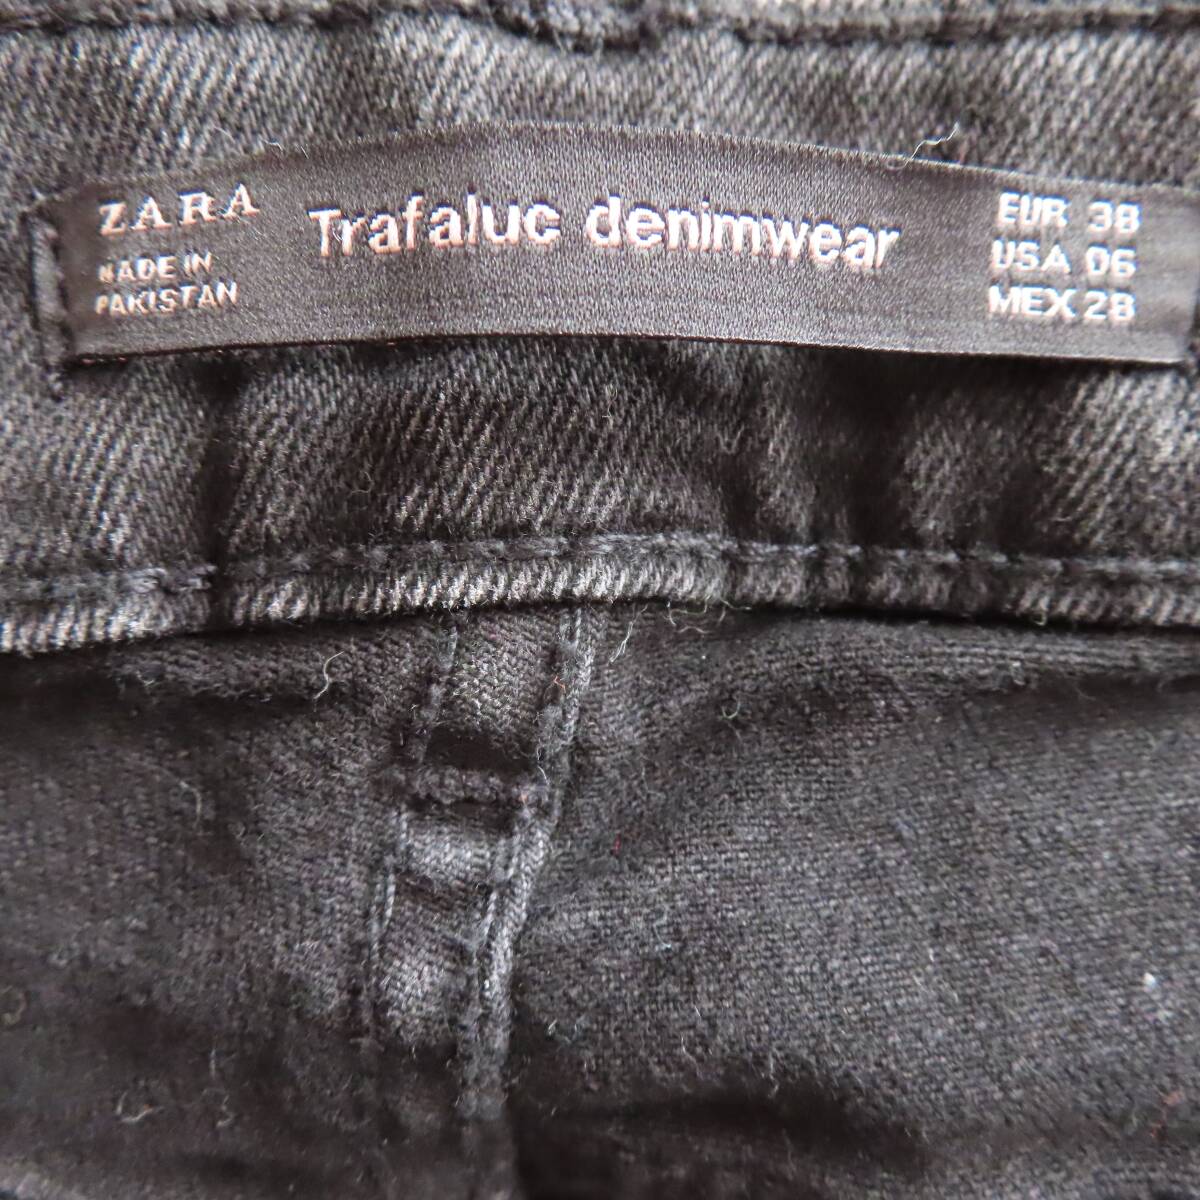 ZARA
MADE IN
PAKISTAN
Trafaluc denimwear
EUR 38
USA 06
MEX 28